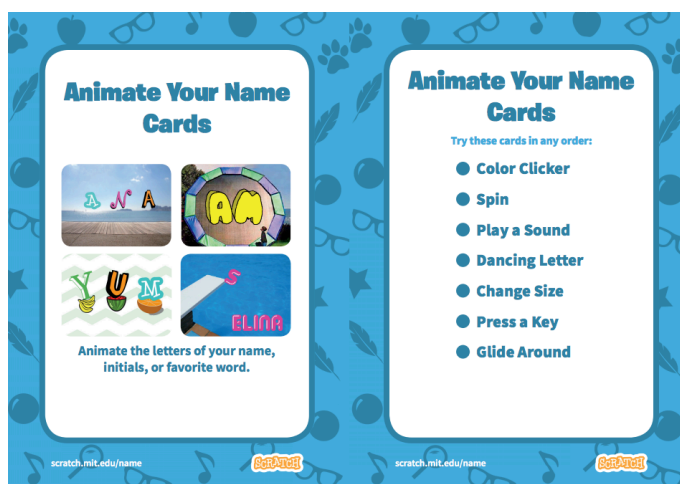 Animate Your Name
Cards
A N A
AM
Y U M
S
ELINA
Animate the letters of your name,
initials, or favorite word.
scratch.mit.edu/name
SCRATCH
Animate Your Name
Cards
Try these cards in any order:
Color Clicker
Spin
Play a Sound
Dancing Letter
Change Size
Press a Key
Glide Around
scratch.mit.edu/name
SCRATCH